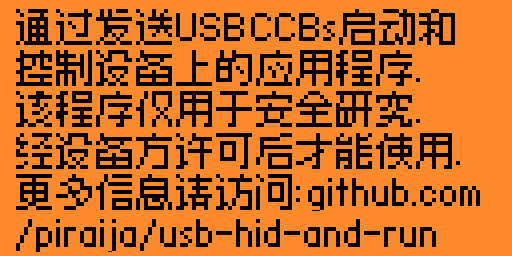 通过发送USBCCBs启动和
控制设备上的应用程序.
该程序仅用于安全研究.
经设备方许可后才能使用.
更多信息请访问:github.com
/piraija/usb-hid-and-run